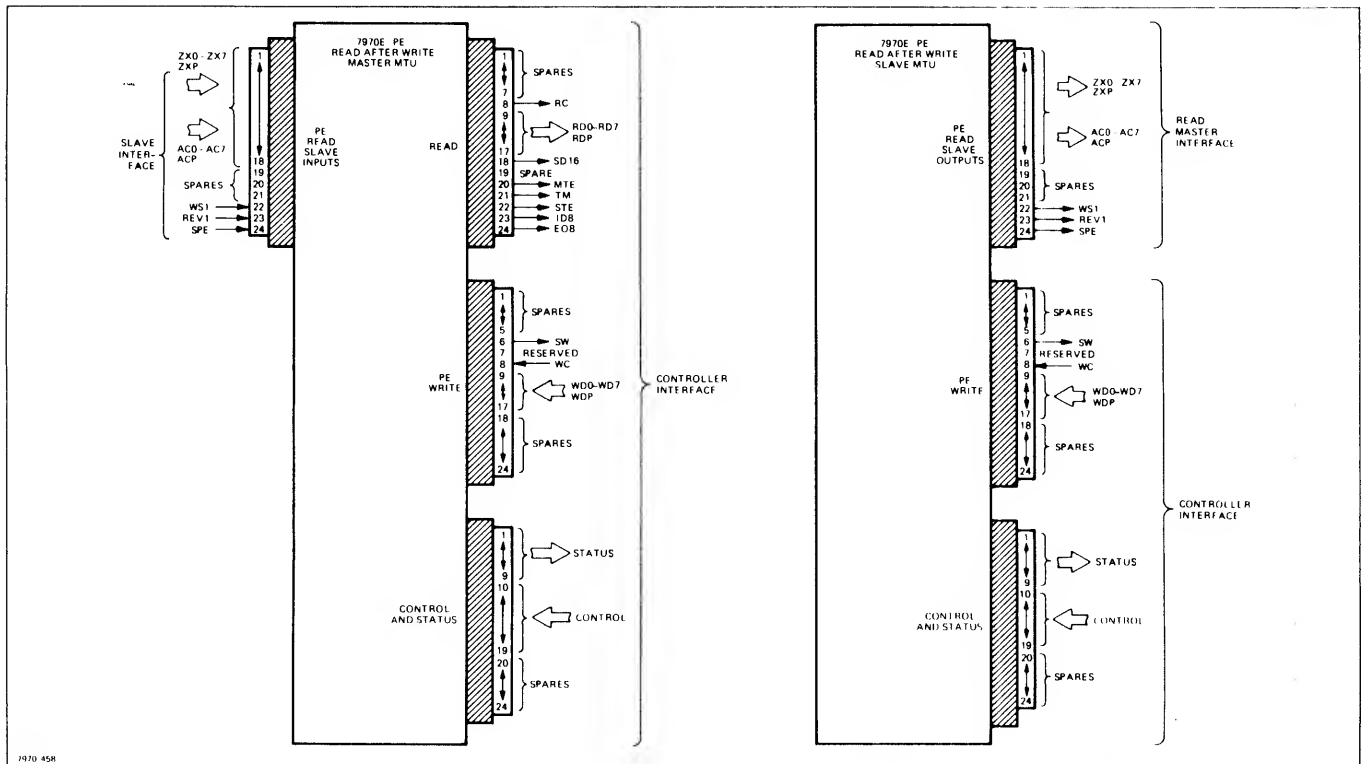 7970E PE
READ AFTER WRITE
MASTER MTU
SLAVE
INTER-
FACE
ZX0 - ZX7
ZXP
AC0 - AC7
ACP
SPARES
WS1
REV1
SPE
1
18
19
20
21
22
23
24
PE
READ
SLAVE
INPUTS
READ
1
7
8
9
17
18
19
20
21
22
23
24
SPARES
RC
RD0-RD7
RDP
SD16
SPARE
MTE
TM
STE
IDB
EOB
PE
WRITE
1
5
6
7
8
9
17
18
24
SPARES
SW
RESERVED
WC
WD0-WD7
WDP
SPARES
CONTROL
AND STATUS
1
9
10
19
20
24
STATUS
CONTROL
SPARES
CONTROLLER
INTERFACE
7970E PE
READ AFTER WRITE
SLAVE MTU
PE
READ
SLAVE
OUTPUTS
1
18
19
20
21
22
23
24
ZX0 ZX7
ZXP
AC0 - AC7
ACP
SPARES
WS1
REV1
SPE
READ
MASTER
INTERFACE
PE
WRITE
1
5
6
7
8
9
17
18
24
SPARES
SW
RESERVED
WC
WD0-WD7
WDP
SPARES
CONTROL
AND STATUS
1
9
10
19
20
24
STATUS
CONTROL
SPARES
CONTROLLER
INTERFACE
7970 458